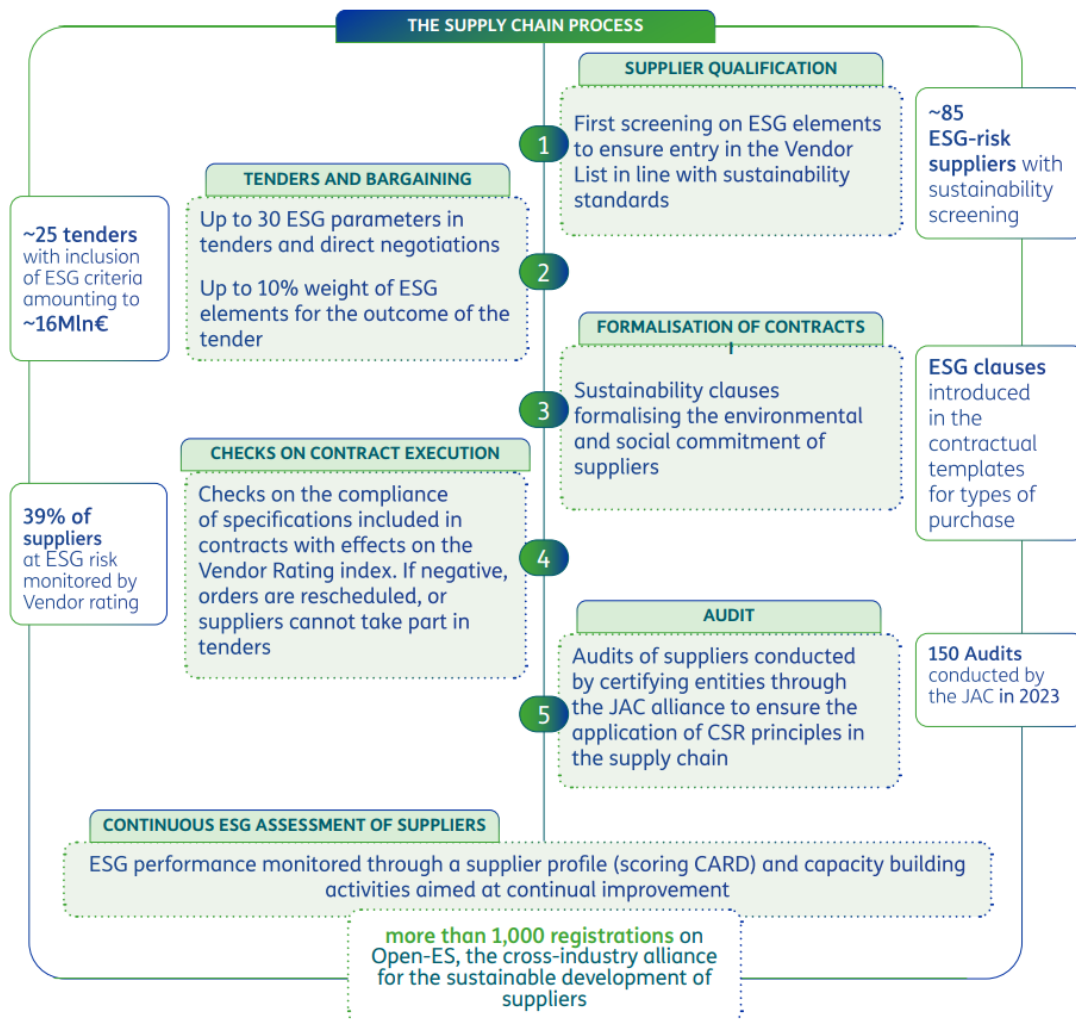 THE SUPPLY CHAIN PROCESS
SUPPLIER QUALIFICATION
1
First screening on ESG elements
to ensure entry in the Vendor
List in line with sustainability
standards
~85
ESG-risk
suppliers with
sustainability
screening
TENDERS AND BARGAINING
~25 tenders
with inclusion
of ESG criteria
amounting to
~16Mln€
Up to 30 ESG parameters in
tenders and direct negotiations
Up to 10% weight of ESG
elements for the outcome of the
tender
2
FORMALISATION OF CONTRACTS
3
Sustainability clauses
formalising the environmental
and social commitment of
suppliers
ESG clauses
introduced
in the
contractual
templates
for types of
purchase
CHECKS ON CONTRACT EXECUTION
39% of
suppliers
at ESG risk
monitored by
Vendor rating
Checks on the compliance
of specifications included in
contracts with effects on the
Vendor Rating index. If negative,
orders are rescheduled, or
suppliers cannot take part in
tenders
4
AUDIT
5
Audits of suppliers conducted
by certifying entities through
the JAC alliance to ensure the
application of CSR principles in
the supply chain
150 Audits
conducted by
the JAC in 2023
CONTINUOUS ESG ASSESSMENT OF SUPPLIERS
ESG performance monitored through a supplier profile (scoring CARD) and capacity building
activities aimed at continual improvement
more than 1,000 registrations on
Open-ES, the cross-industry alliance
for the sustainable development of
suppliers